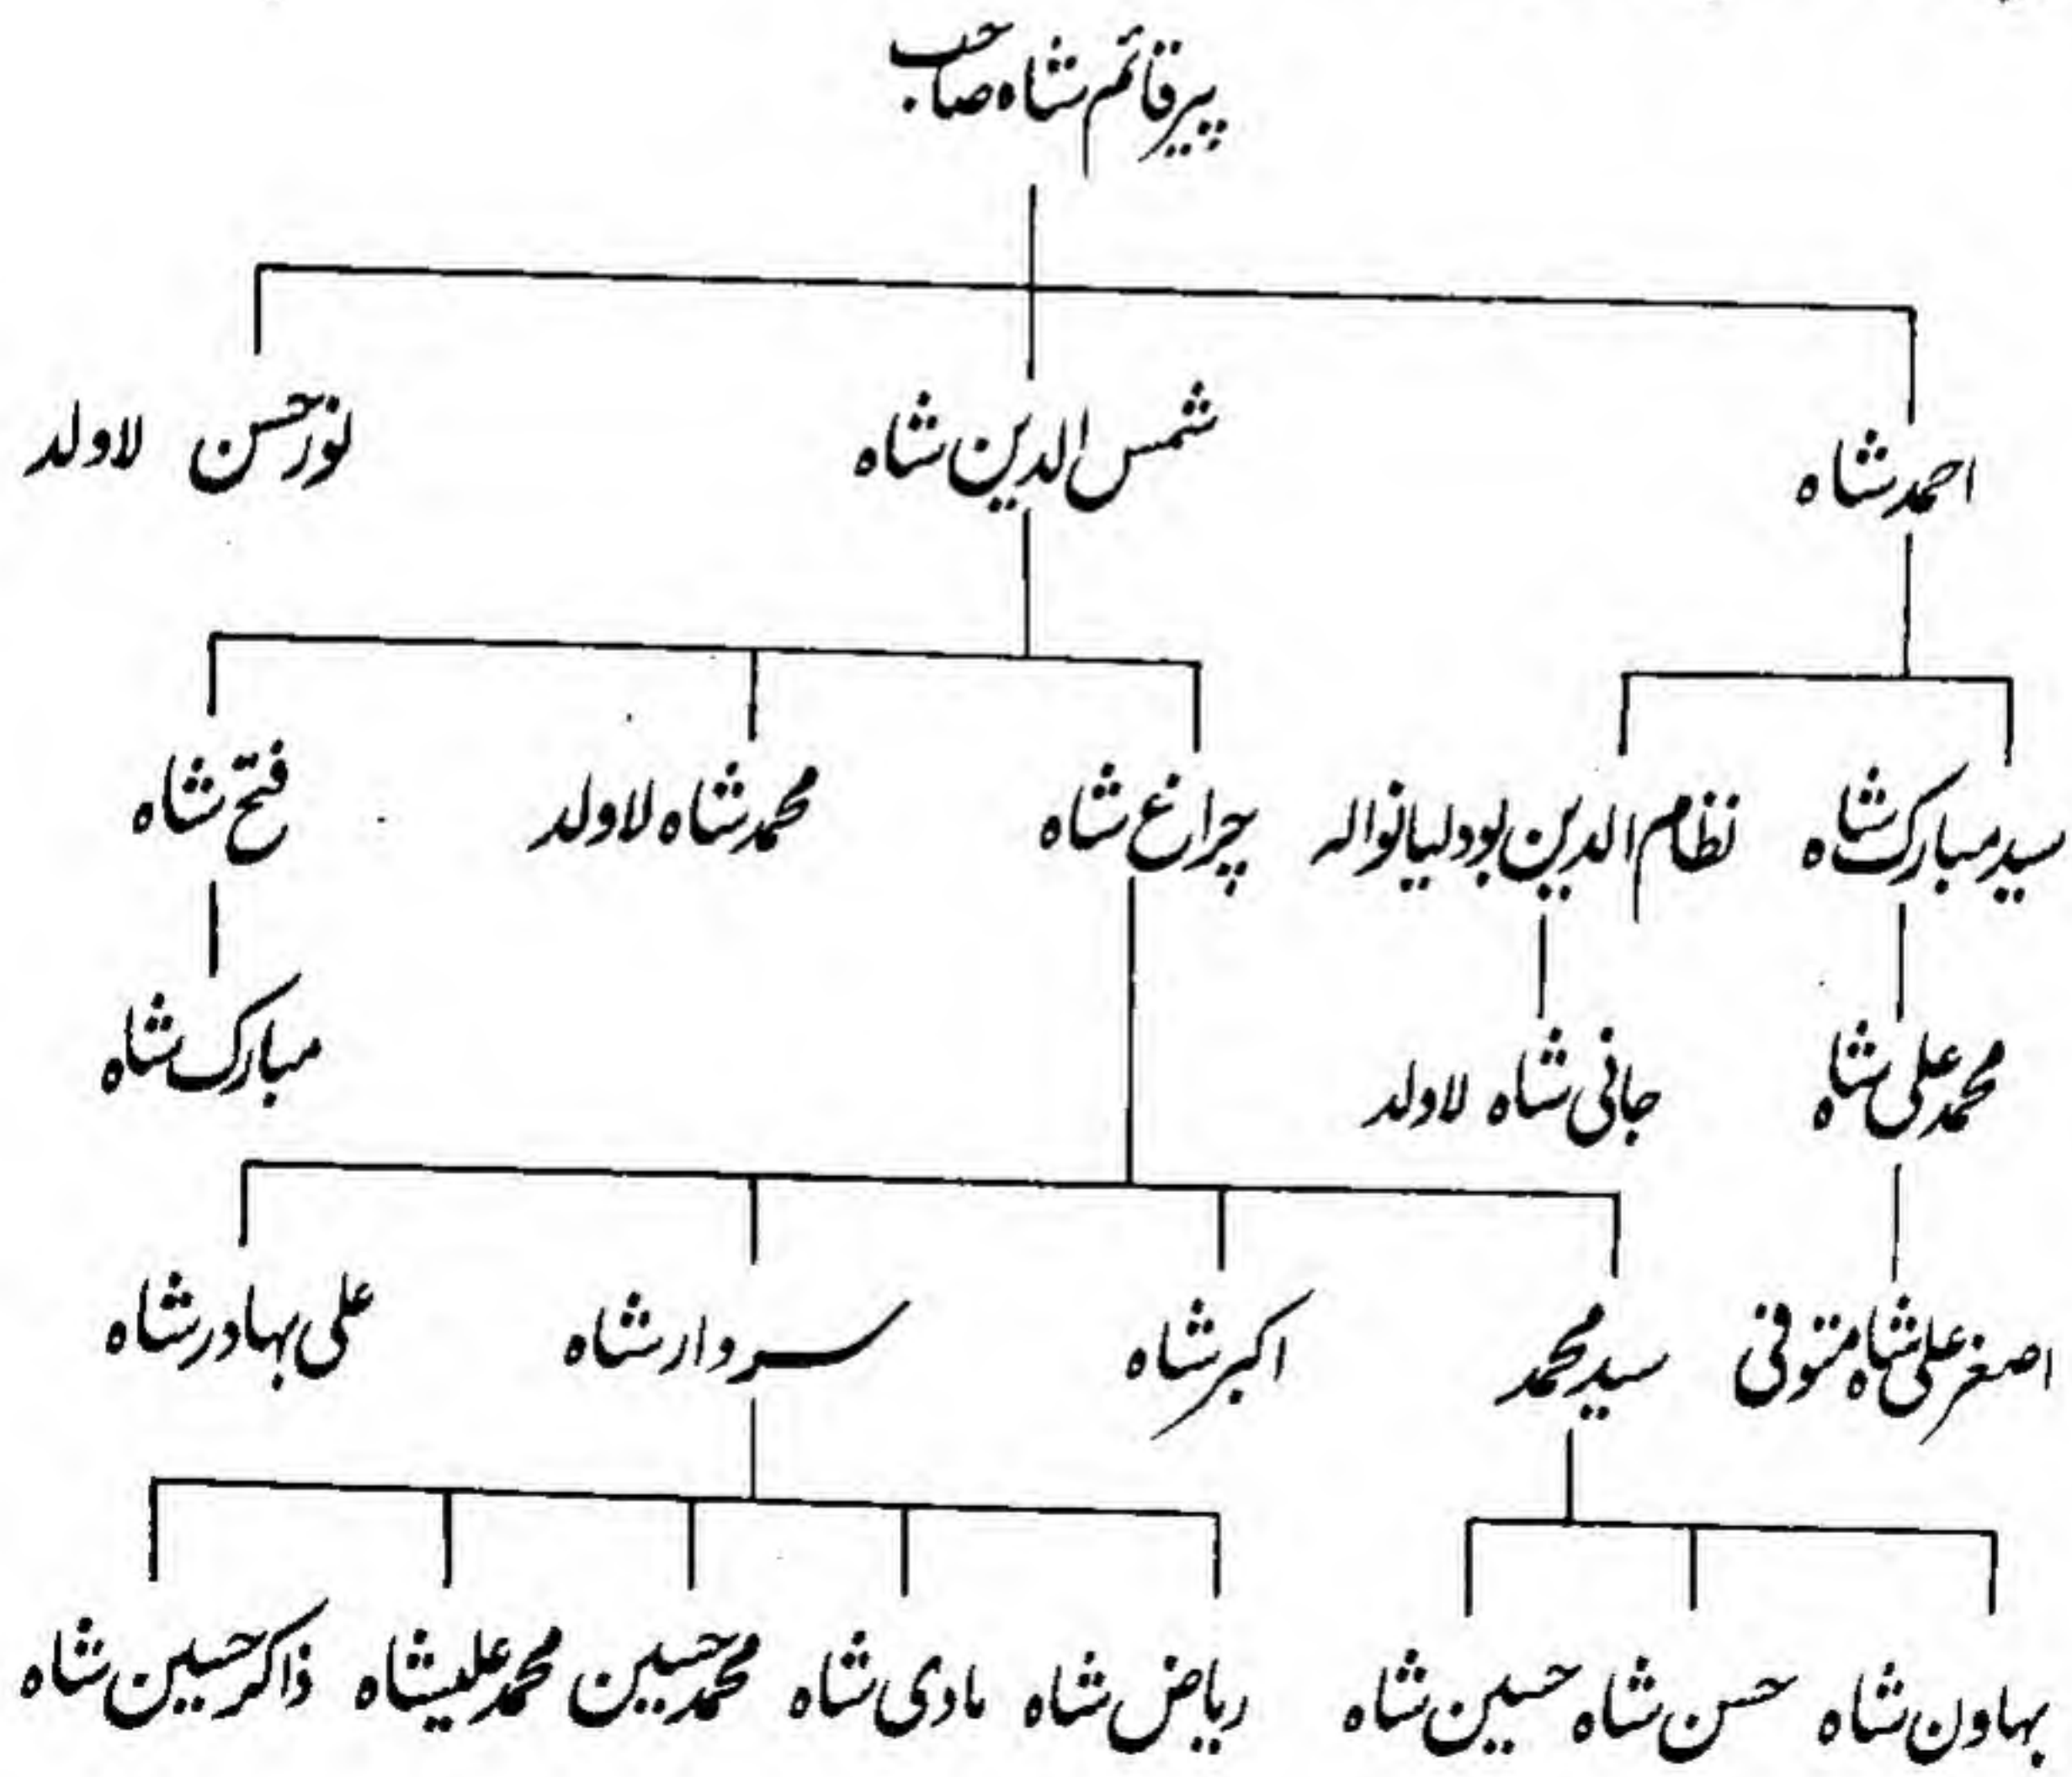 پیر قائم شاہ صاحب
احمد شاہ شمس الدین شاہ نور حسن لاولد
سید مبارک شاہ نظام الدین بودلیانوالہ چراغ شاہ محمد شاہ لاولد فتح شاہ
محمد علی شاہ جانی شاہ لاولد مبارک شاہ
اصغر علی شاہ متوفی سید محمد اکبر شاہ سردار شاہ علی بہادر شاہ
بہاون شاہ حسن شاہ حسین شاہ ریاض شاہ ہادی شاہ محمد حسین محمد علیشاہ ذاکر حسین شاہ